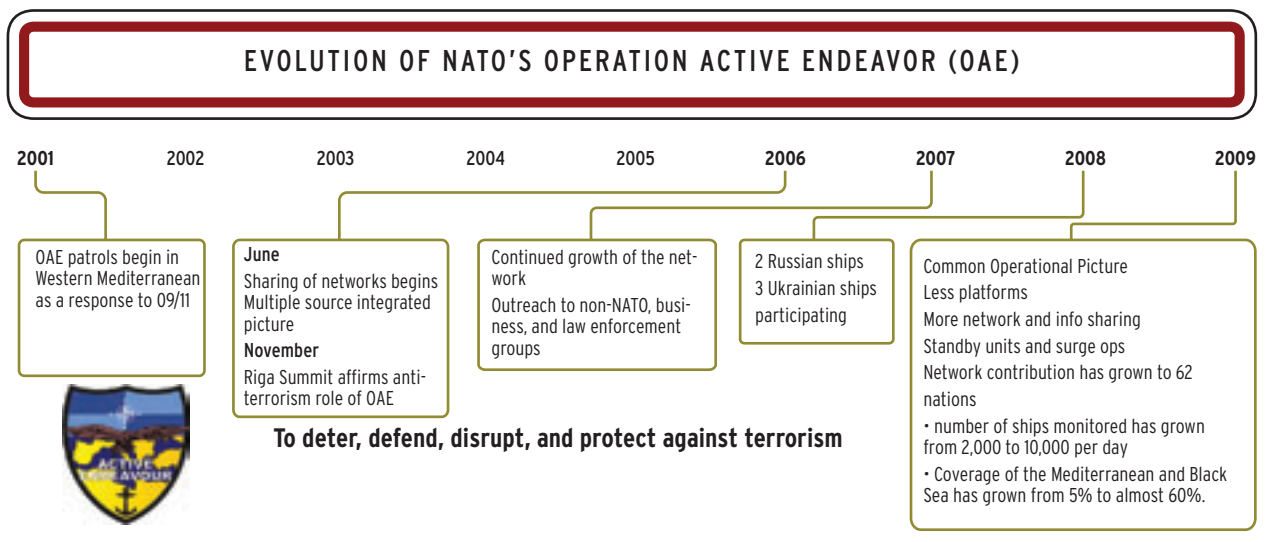 EVOLUTION OF NATO'S OPERATION ACTIVE ENDEAVOR (OAE)
2001 2002 2003 2004 2005 2006 2007 2008 2009
OAE patrols begin in
Western Mediterranean
as a response to 09/11
June
Sharing of networks begins
Multiple source integrated
picture
November
Riga Summit affirms anti-
terrorism role of OAE
Continued growth of the net-
work
Outreach to non-NATO, busi-
ness, and law enforcement
groups
2 Russian ships
3 Ukrainian ships
participating
Common Operational Picture
Less platforms
More network and info sharing
Standby units and surge ops
Network contribution has grown to 62
nations
• number of ships monitored has grown
from 2,000 to 10,000 per day
• Coverage of the Mediterranean and Black
Sea has grown from 5% to almost 60%.
ACTIVE
ENDEAVOUR
To deter, defend, disrupt, and protect against terrorism